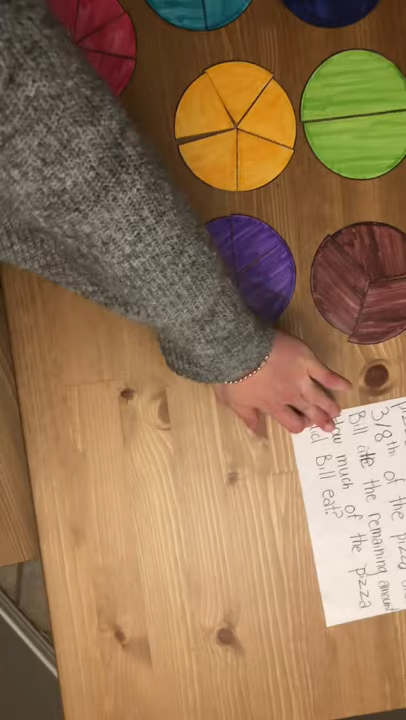 3/8th of the pizza
Bill ate the remaining amount
How much of the pizza
did Bill eat?